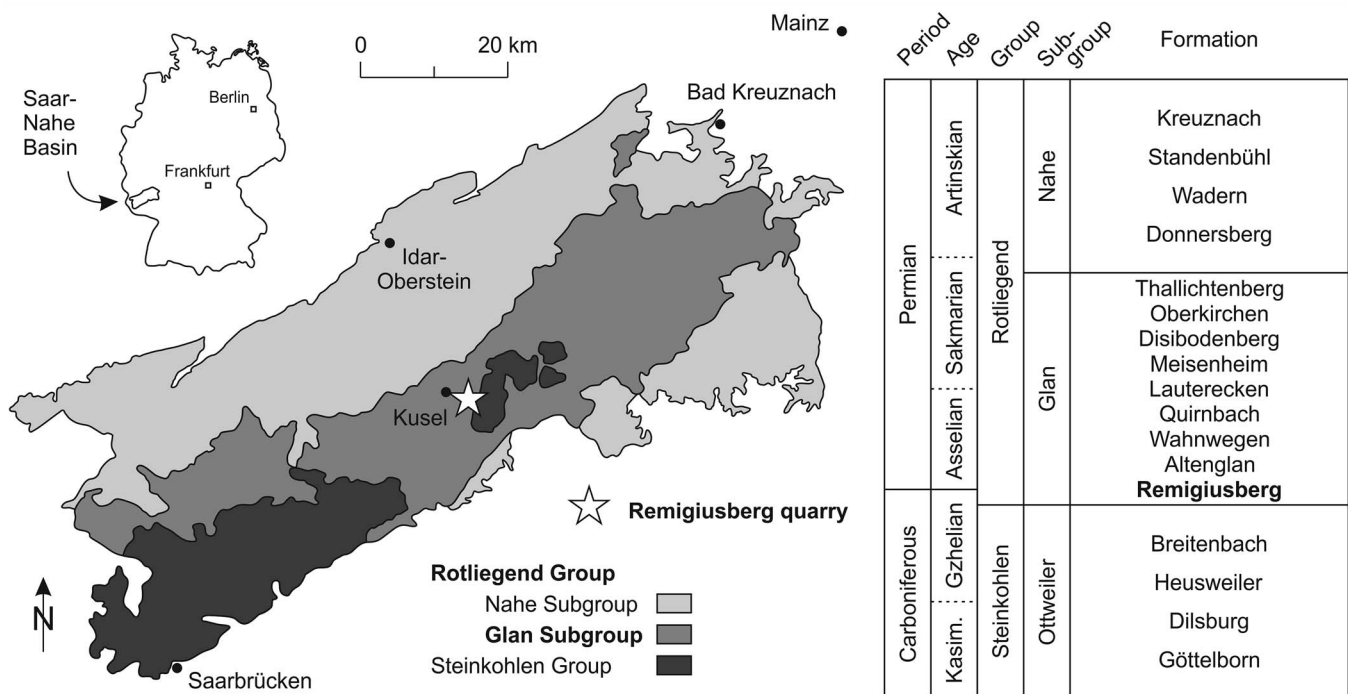 Saar-
Nahe
Basin
Berlin
Frankfurt
0 20 km
Mainz
Bad Kreuznach
Idar-
Oberstein
Kusel
Remigiusberg quarry
N
Saarbrücken
Rotliegend Group
Nahe Subgroup
Glan Subgroup
Steinkohlen Group
Period
Age
Group
Sub-
group
Formation
Permian
Carboniferous
Artinskian
Sakmarian
Asselian
Gzhelian
Kasim.
Rotliegend
Steinkohlen
Nahe
Glan
Ottweiler
Kreuznach
Standenbühl
Wadern
Donnersberg
Thallichtenberg
Oberkirchen
Disibodenberg
Meisenheim
Lauterecken
Quirnbach
Wahnwegen
Altenglan
Remigiusberg
Breitenbach
Heusweiler
Dilsburg
Göttelborn